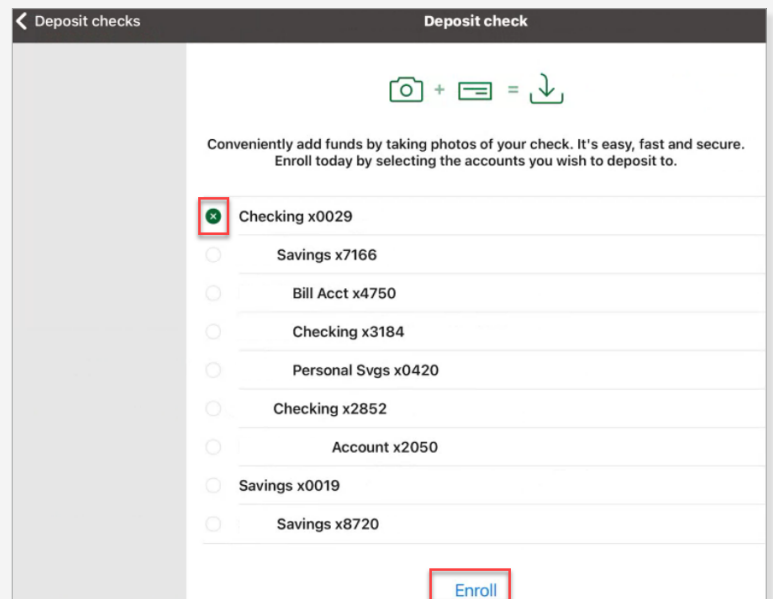 Deposit checks
Deposit check
+ =
Conveniently add funds by taking photos of your check. It's easy, fast and secure.
Enroll today by selecting the accounts you wish to deposit to.
Checking x0029
Savings x7166
Bill Acct x4750
Checking x3184
Personal Svgs x0420
Checking x2852
Account x2050
Savings x0019
Savings x8720
Enroll